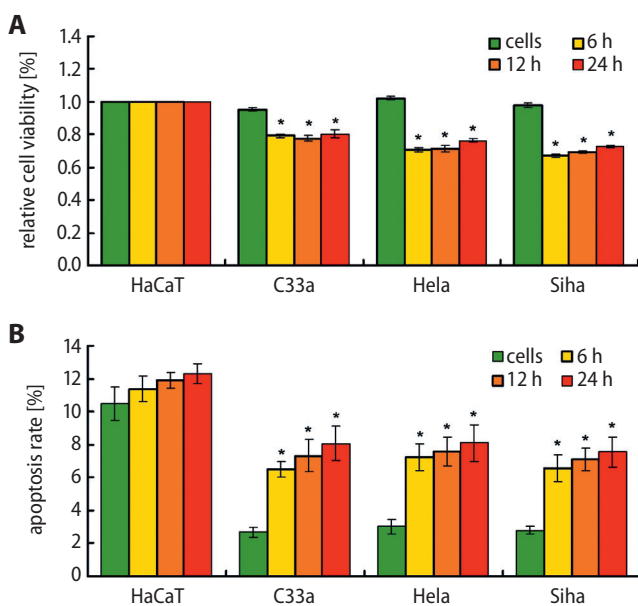 A
relative cell viability [%]
1.4
1.2
1.0
0.8
0.6
0.4
0.2
0.0
cells 6 h
12 h 24 h
* * * * * * * * *
HaCaT C33a Hela Siha
B
apoptosis rate [%]
14
12
10
8
6
4
2
0
cells 6 h
12 h 24 h
* * * * * * * * *
HaCaT C33a Hela Siha